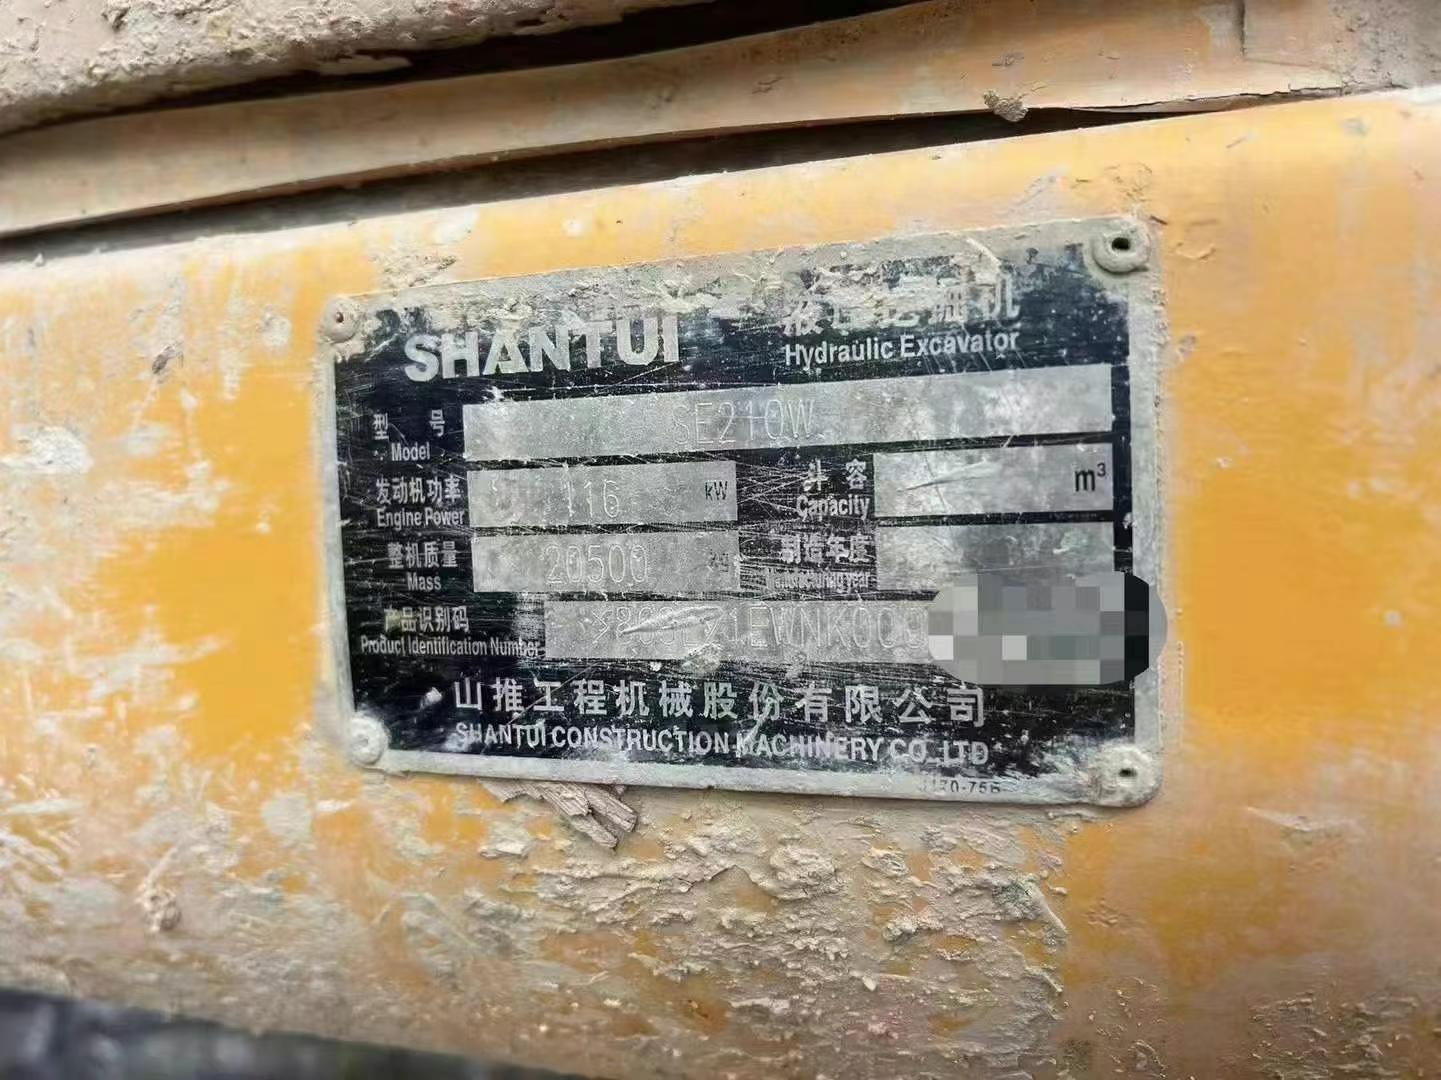 SHANTUI
液压挖掘机
Hydraulic Excavator
型 号
Model
SE210W
发动机功率
Engine Power
116 kW
斗 容
Capacity
m³
整机质量
Mass
20500 kg
制造年度
Manufacturing year
产品识别码
Product Identification Number
山推工程机械股份有限公司
SHANTUI CONSTRUCTION MACHINERY CO.,LTD